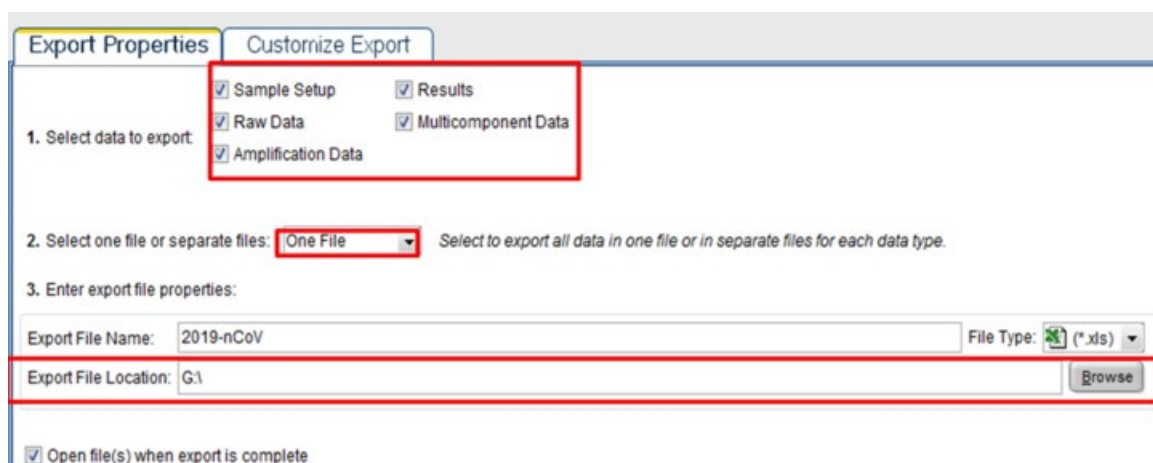 Export Properties Customize Export
Sample Setup Results
1. Select data to export: Raw Data Multicomponent Data
Amplification Data
2. Select one file or separate files: One File Select to export all data in one file or in separate files for each data type.
3. Enter export file properties:
Export File Name: 2019-nCoV File Type: (*.xls)
Export File Location: G:\ Browse
Open file(s) when export is complete